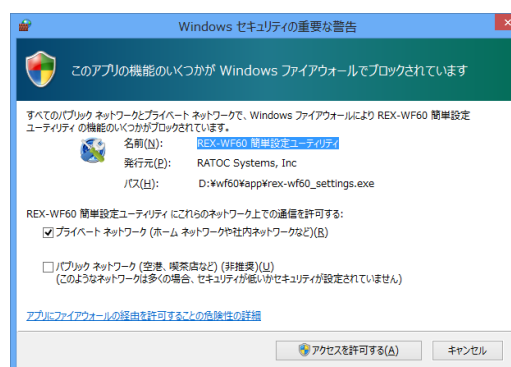 Windows セキュリティの重要な警告
このアプリの機能のいくつかが Windows ファイアウォールでブロックされています
すべてのパブリック ネットワークとプライベート ネットワークで、Windows ファイアウォールにより REX-WF60 簡単設定
ユーティリティ の機能のいくつかがブロックされています。
名前(N): REX-WF60 簡単設定ユーティリティ
発行元(P): RATOC Systems, Inc
パス(H): D:¥wf60¥app¥rex-wf60_settings.exe
REX-WF60 簡単設定ユーティリティ にこれらのネットワーク上での通信を許可する:
プライベート ネットワーク (ホーム ネットワークや社内ネットワークなど)(R)
パブリック ネットワーク (空港、喫茶店など) (非推奨)(U)
(このようなネットワークは多くの場合、セキュリティが低いかセキュリティが設定されていません)
アプリにファイアウォールの経由を許可することの危険性の詳細
アクセスを許可する(A) キャンセル